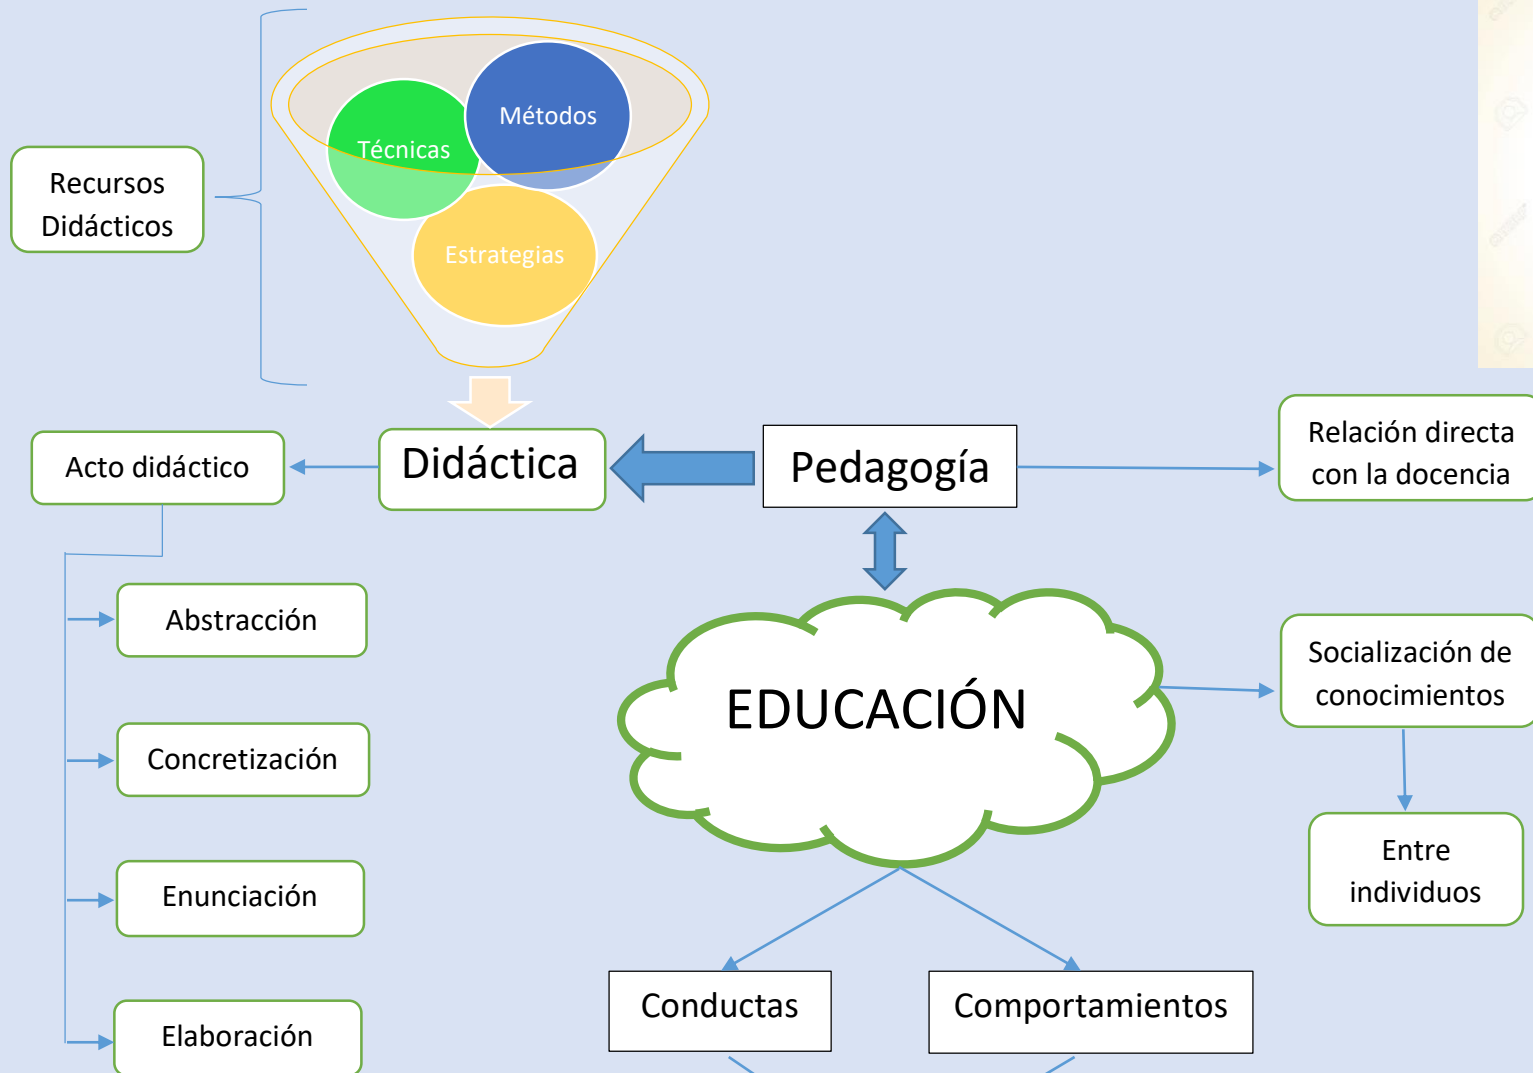 Métodos
Técnicas
Recursos
Didácticos
Estrategias
Acto didáctico
Didáctica
Pedagogía
Relación directa
con la docencia
Abstracción
Concretización
Enunciación
Elaboración
EDUCACIÓN
Socialización de
conocimientos
Entre
individuos
Conductas
Comportamientos